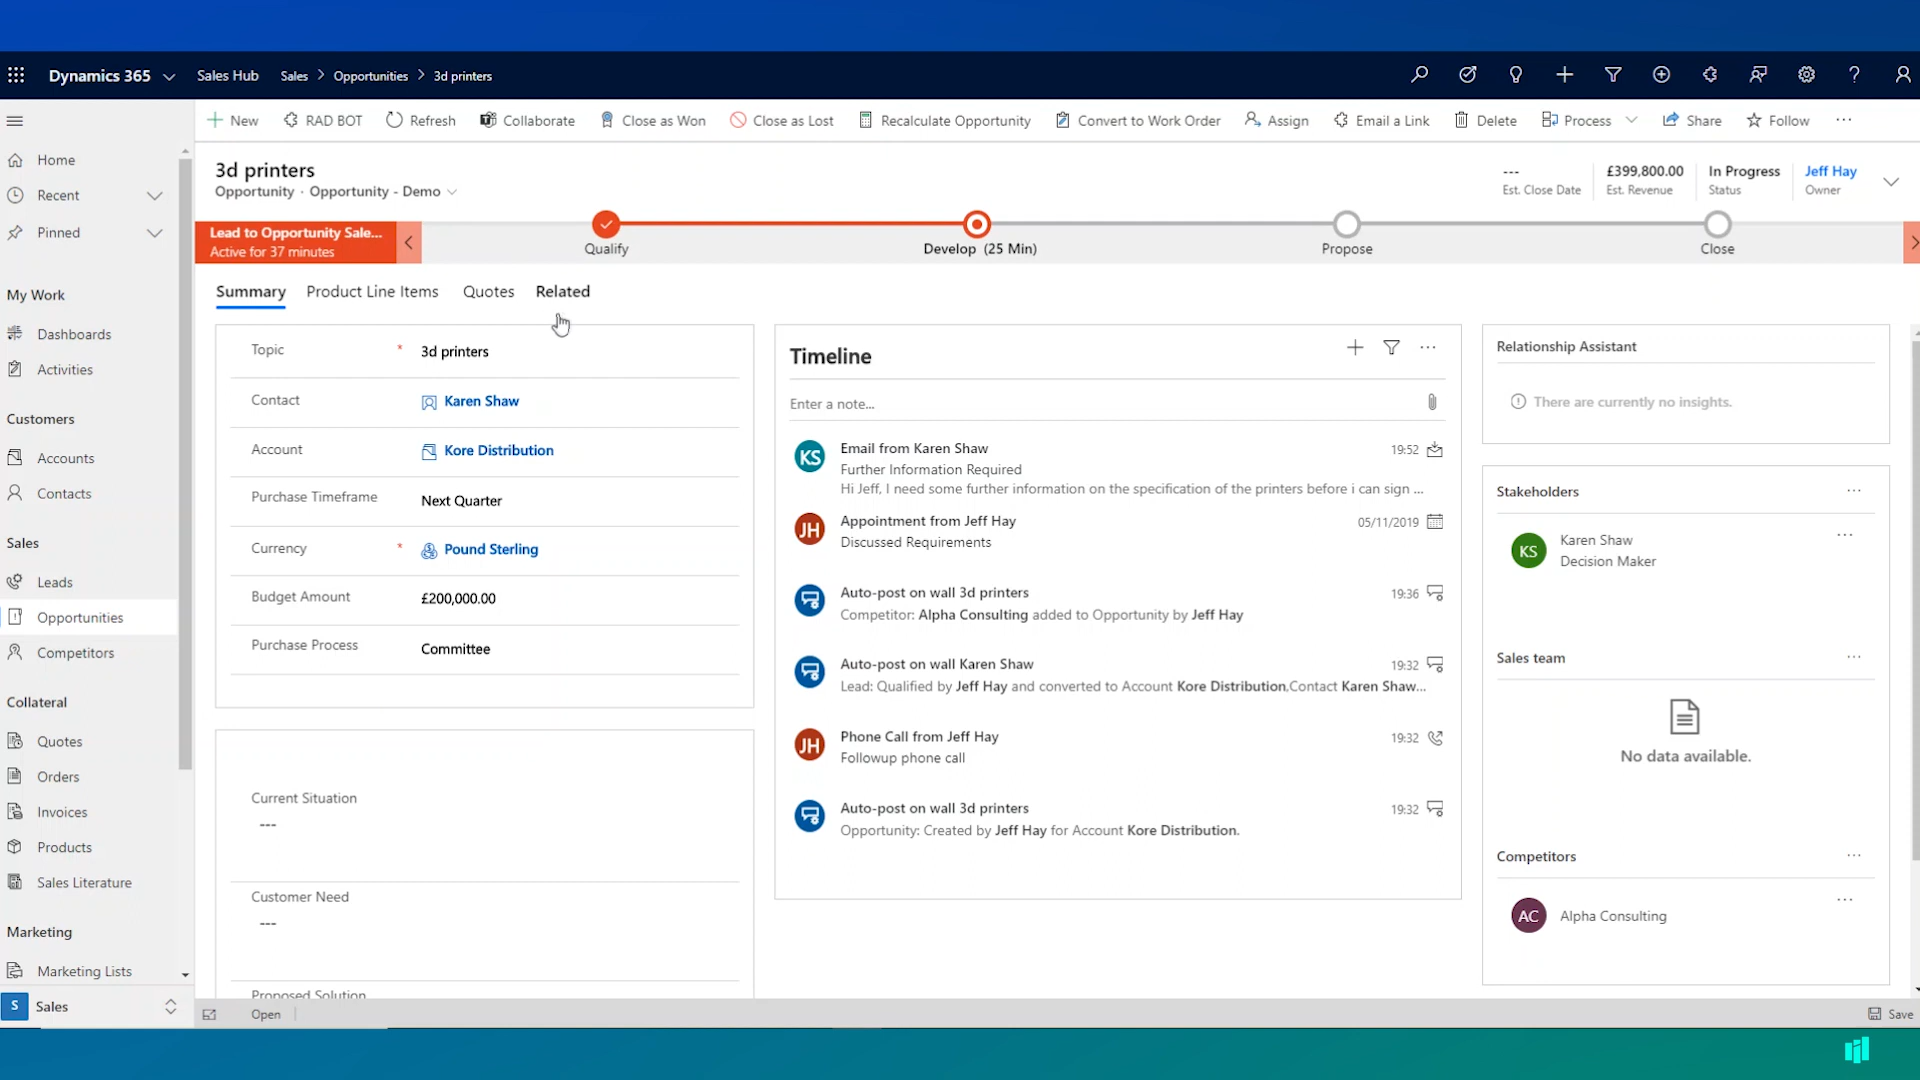 Dynamics 365
Sales Hub
Sales > Opportunities > 3d printers
New
RAD BOT
Refresh
Collaborate
Close as Won
Close as Lost
Recalculate Opportunity
Convert to Work Order
Assign
Email a Link
Delete
Process
Share
Follow
Home
Recent
Pinned
My Work
Dashboards
Activities
Customers
Accounts
Contacts
Sales
Leads
Opportunities
Competitors
Collateral
Quotes
Orders
Invoices
Products
Sales Literature
Marketing
Marketing Lists
S Sales
3d printers
Opportunity · Opportunity - Demo
---
Est. Close Date
£399,800.00
Est. Revenue
In Progress
Status
Jeff Hay
Owner
Lead to Opportunity Sale...
Active for 37 minutes
Qualify
Develop (25 Min)
Propose
Close
Summary
Product Line Items
Quotes
Related
Topic * 3d printers
Contact Karen Shaw
Account Kore Distribution
Purchase Timeframe Next Quarter
Currency * Pound Sterling
Budget Amount £200,000.00
Purchase Process Committee
Current Situation
---
Customer Need
---
Proposed Solution
Timeline
Enter a note...
KS
Email from Karen Shaw 19:52
Further Information Required
Hi Jeff, I need some further information on the specification of the printers before i can sign ...
JH
Appointment from Jeff Hay 05/11/2019
Discussed Requirements
Auto-post on wall 3d printers 19:36
Competitor: Alpha Consulting added to Opportunity by Jeff Hay
Auto-post on wall Karen Shaw 19:32
Lead: Qualified by Jeff Hay and converted to Account Kore Distribution,Contact Karen Shaw...
JH
Phone Call from Jeff Hay 19:32
Followup phone call
Auto-post on wall 3d printers 19:32
Opportunity: Created by Jeff Hay for Account Kore Distribution.
Relationship Assistant
There are currently no insights.
Stakeholders
KS
Karen Shaw
Decision Maker
Sales team
No data available.
Competitors
AC
Alpha Consulting
Open
Save